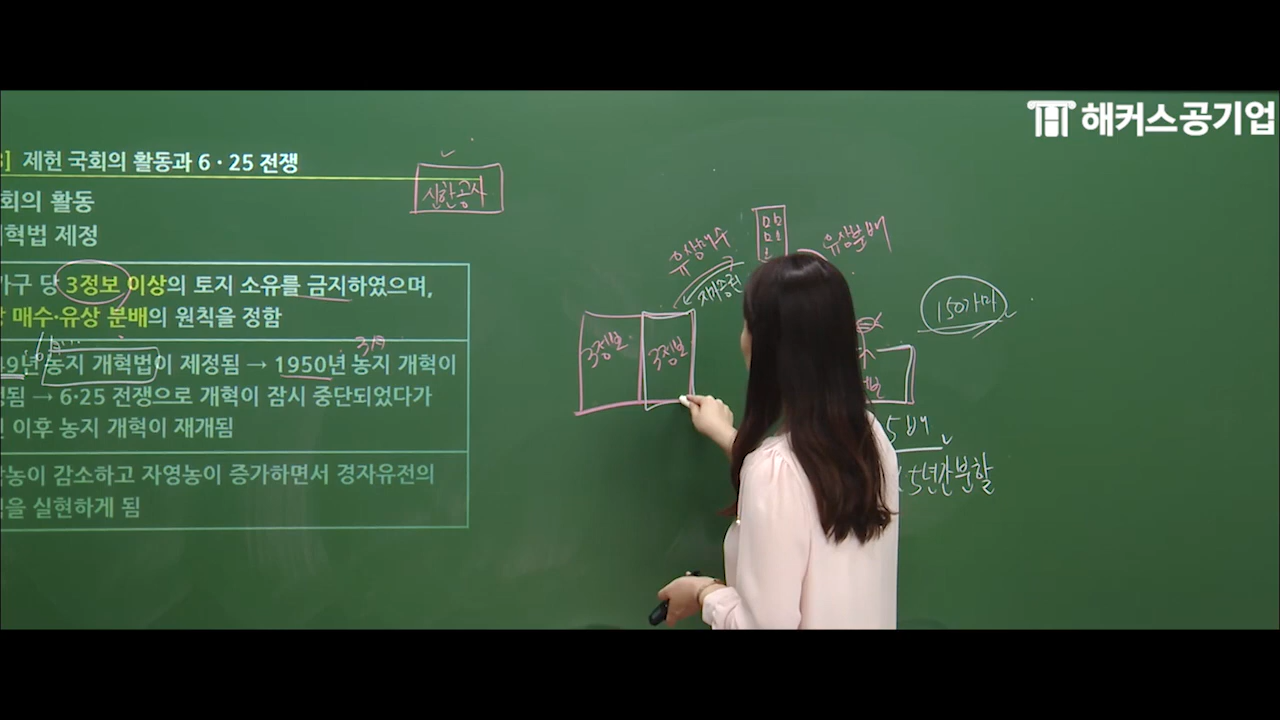 해커스공기업
제헌 국회의 활동과 6·25 전쟁
신한공사
회의 활동
혁법 제정
가구 당 3정보 이상의 토지 소유를 금지하였으며,
매수·유상 분배의 원칙을 정함
3月
49년 농지 개혁법이 제정됨 → 1950년 농지 개혁이
됨 → 6·25 전쟁으로 개혁이 잠시 중단되었다가
이후 농지 개혁이 재개됨
농이 감소하고 자영농이 증가하면서 경자유전의
을 실현하게 됨
유상매수
유상분배
지가증권
150가마
3정보
3정보
5배
5년간 분할